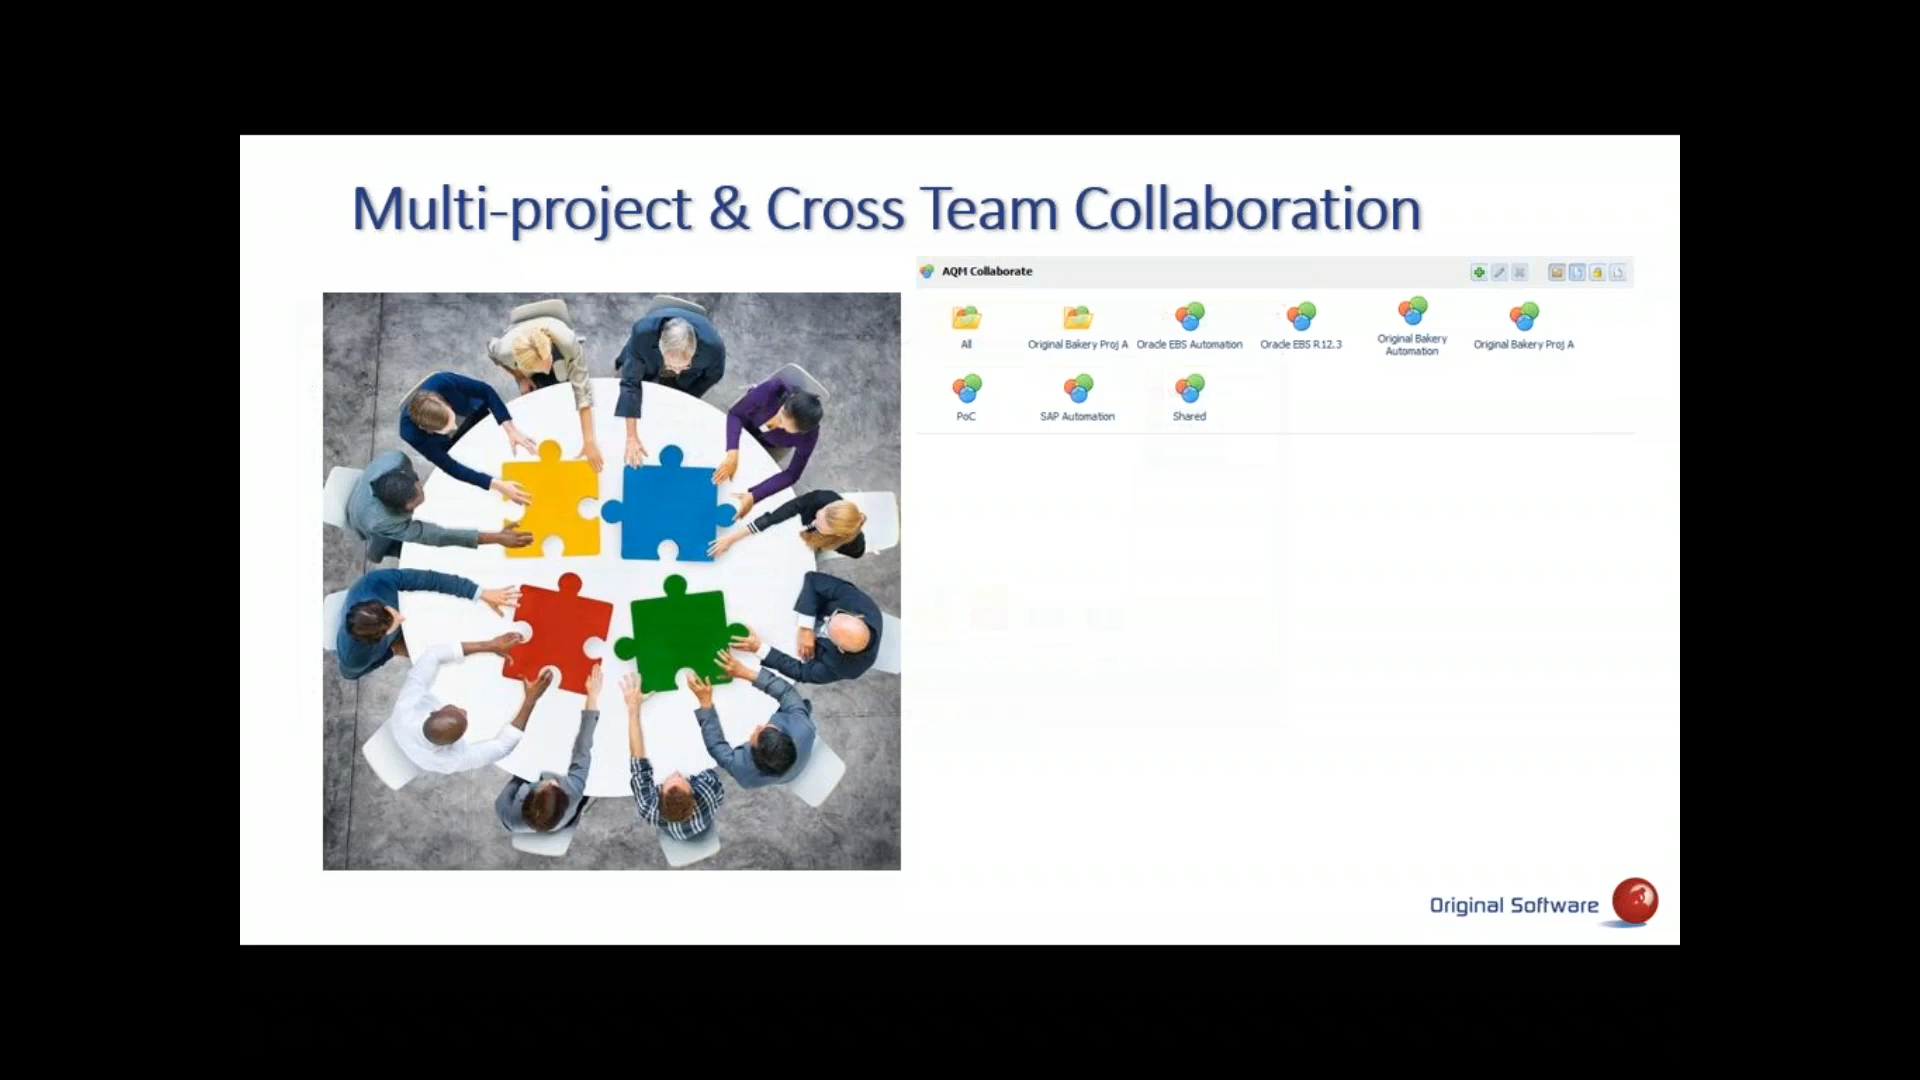 Multi-project & Cross Team Collaboration
AQM Collaborate
All
Original Bakery Proj A
Oracle EBS Automation
Oracle EBS R12.3
Original Bakery
Automation
Original Bakery Proj A
PoC
SAP Automation
Shared
Original Software